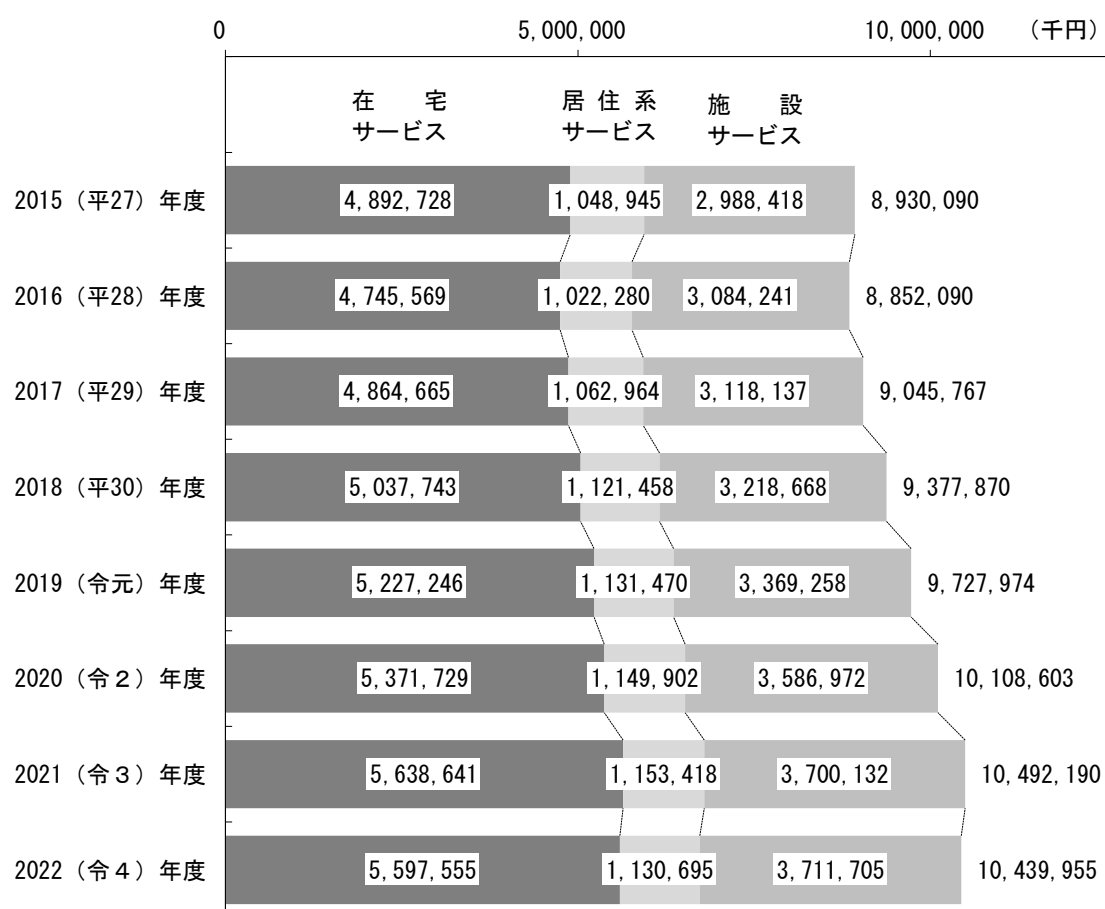 0 5,000,000 10,000,000 （千円）
在宅 居住系 施設
サービス サービス サービス
2015（平27）年度 4,892,728 1,048,945 2,988,418 8,930,090
2016（平28）年度 4,745,569 1,022,280 3,084,241 8,852,090
2017（平29）年度 4,864,665 1,062,964 3,118,137 9,045,767
2018（平30）年度 5,037,743 1,121,458 3,218,668 9,377,870
2019（令元）年度 5,227,246 1,131,470 3,369,258 9,727,974
2020（令２）年度 5,371,729 1,149,902 3,586,972 10,108,603
2021（令３）年度 5,638,641 1,153,418 3,700,132 10,492,190
2022（令４）年度 5,597,555 1,130,695 3,711,705 10,439,955